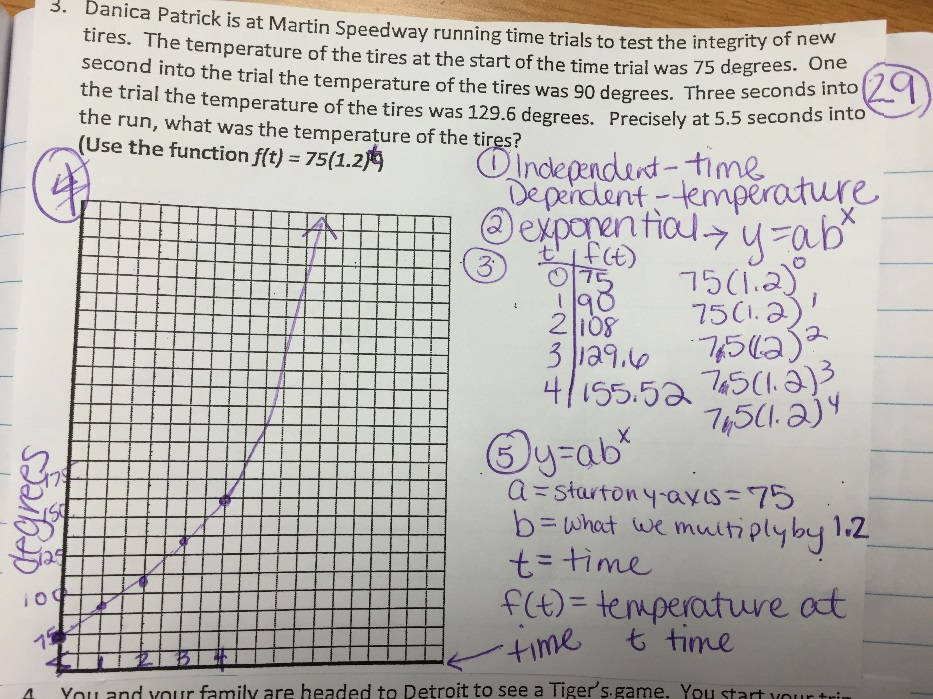 3. Danica Patrick is at Martin Speedway running time trials to test the integrity of new
tires. The temperature of the tires at the start of the time trial was 75 degrees. One
second into the trial the temperature of the tires was 90 degrees. Three seconds into
the trial the temperature of the tires was 129.6 degrees. Precisely at 5.5 seconds into
the run, what was the temperature of the tires?
(Use the function f(t) = 75(1.2)^t)
29
① Independent - time
Dependent - temperature
② exponential → y=ab^x
③
t | f(t)
0 | 75 75(1.2)^0
1 | 90 75(1.2)^1
2 | 108 75(1.2)^2
3 | 129.6 75(1.2)^3
4 | 155.52 75(1.2)^4
④
degrees
175
150
125
100
75
1 2 3 4
⑤ y=ab^x
a = start on y-axis = 75
b = what we multiply by 1.2
t = time
f(t) = temperature at
t time
← time
4. You and your family are headed to Detroit to see a Tiger's game. You start your trip